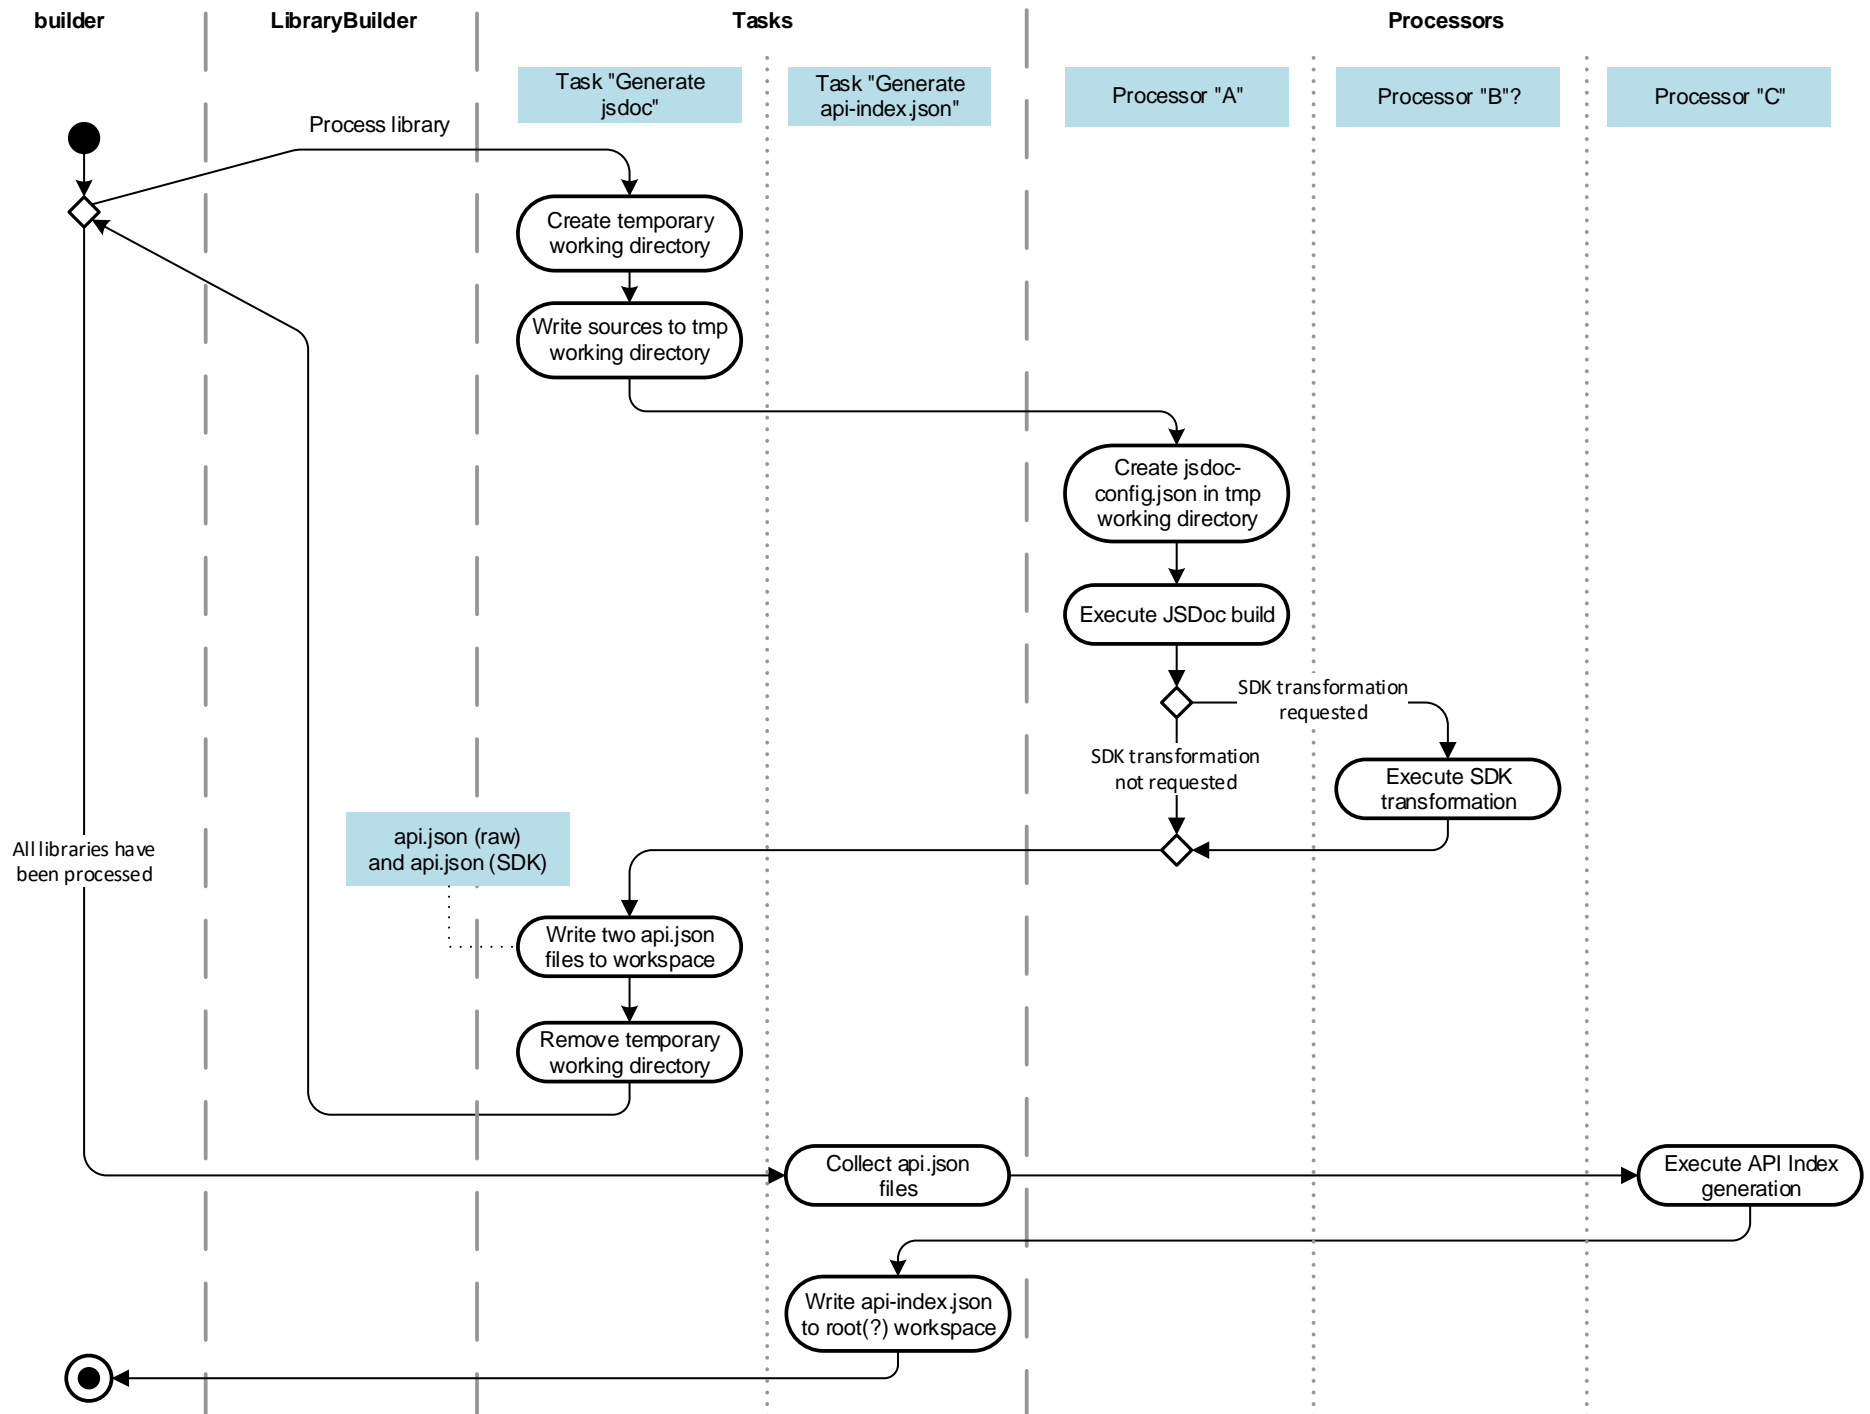 builder
LibraryBuilder
Tasks
Processors
Task "Generate
jsdoc"
Task "Generate
api-index.json"
Processor "A"
Processor "B"?
Processor "C"
Process library
Create temporary
working directory
Write sources to tmp
working directory
Create jsdoc-
config.json in tmp
working directory
Execute JSDoc build
SDK transformation
requested
SDK transformation
not requested
Execute SDK
transformation
api.json (raw)
and api.json (SDK)
All libraries have
been processed
Write two api.json
files to workspace
Remove temporary
working directory
Collect api.json
files
Execute API Index
generation
Write api-index.json
to root(?) workspace